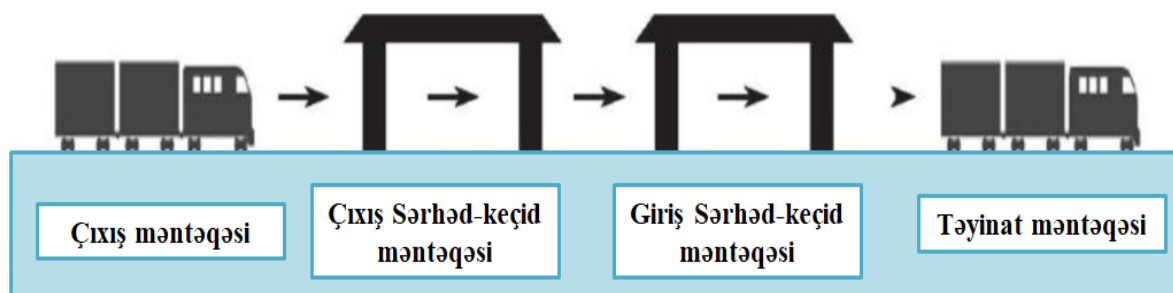 Çıxış məntəqəsi
Çıxış Sərhəd-keçid
məntəqəsi
Giriş Sərhəd-keçid
məntəqəsi
Təyinat məntəqəsi